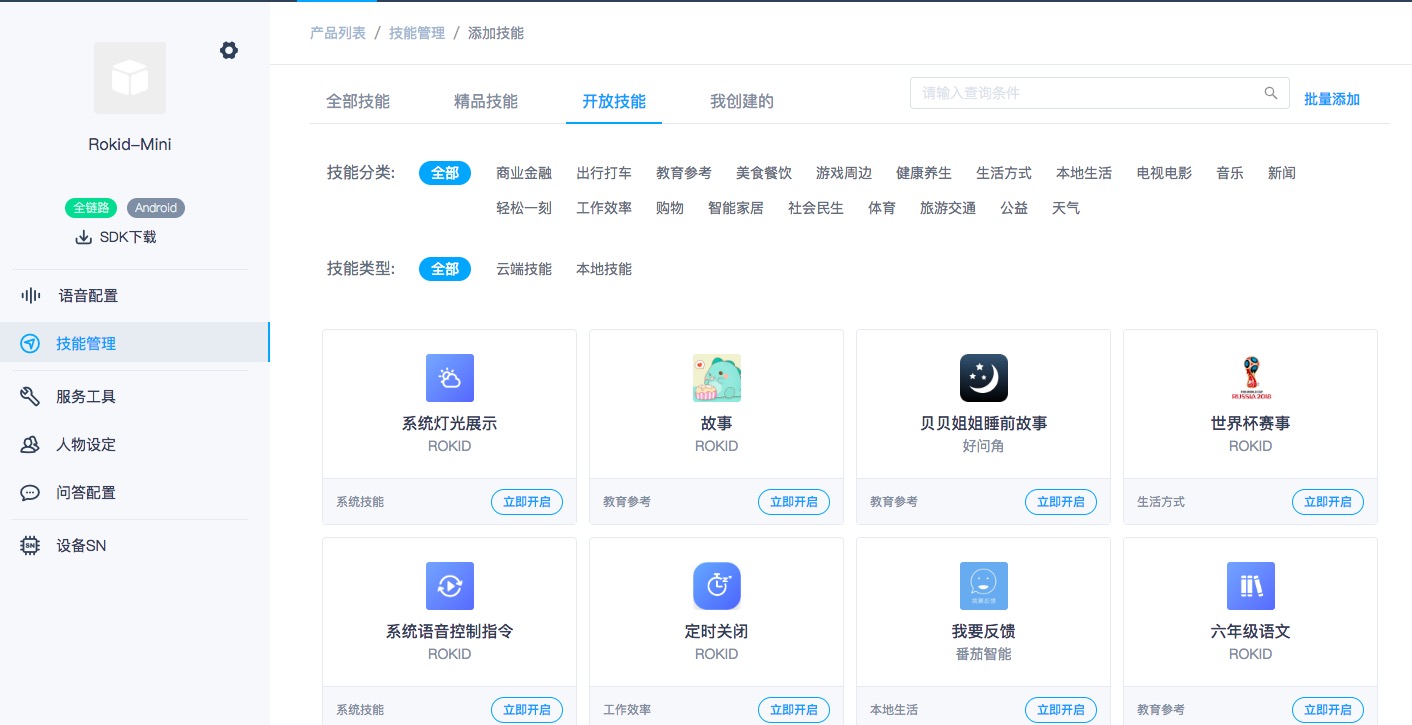 产品列表 / 技能管理 / 添加技能
Rokid-Mini
全链路 Android
SDK下载
语音配置
技能管理
服务工具
人物设定
问答配置
SN 设备SN
全部技能 精品技能 开放技能 我创建的 请输入查询条件 批量添加
技能分类: 全部 商业金融 出行打车 教育参考 美食餐饮 游戏周边 健康养生 生活方式 本地生活 电视电影 音乐 新闻
轻松一刻 工作效率 购物 智能家居 社会民生 体育 旅游交通 公益 天气
技能类型: 全部 云端技能 本地技能
系统灯光展示
ROKID
系统技能 立即开启
故事
ROKID
教育参考 立即开启
贝贝姐姐睡前故事
好问角
教育参考 立即开启
RUSSIA 2018
世界杯赛事
ROKID
生活方式 立即开启
系统语音控制指令
ROKID
系统技能 立即开启
定时关闭
ROKID
工作效率 立即开启
我要反馈
我要反馈
番茄智能
本地生活 立即开启
六年级语文
ROKID
教育参考 立即开启